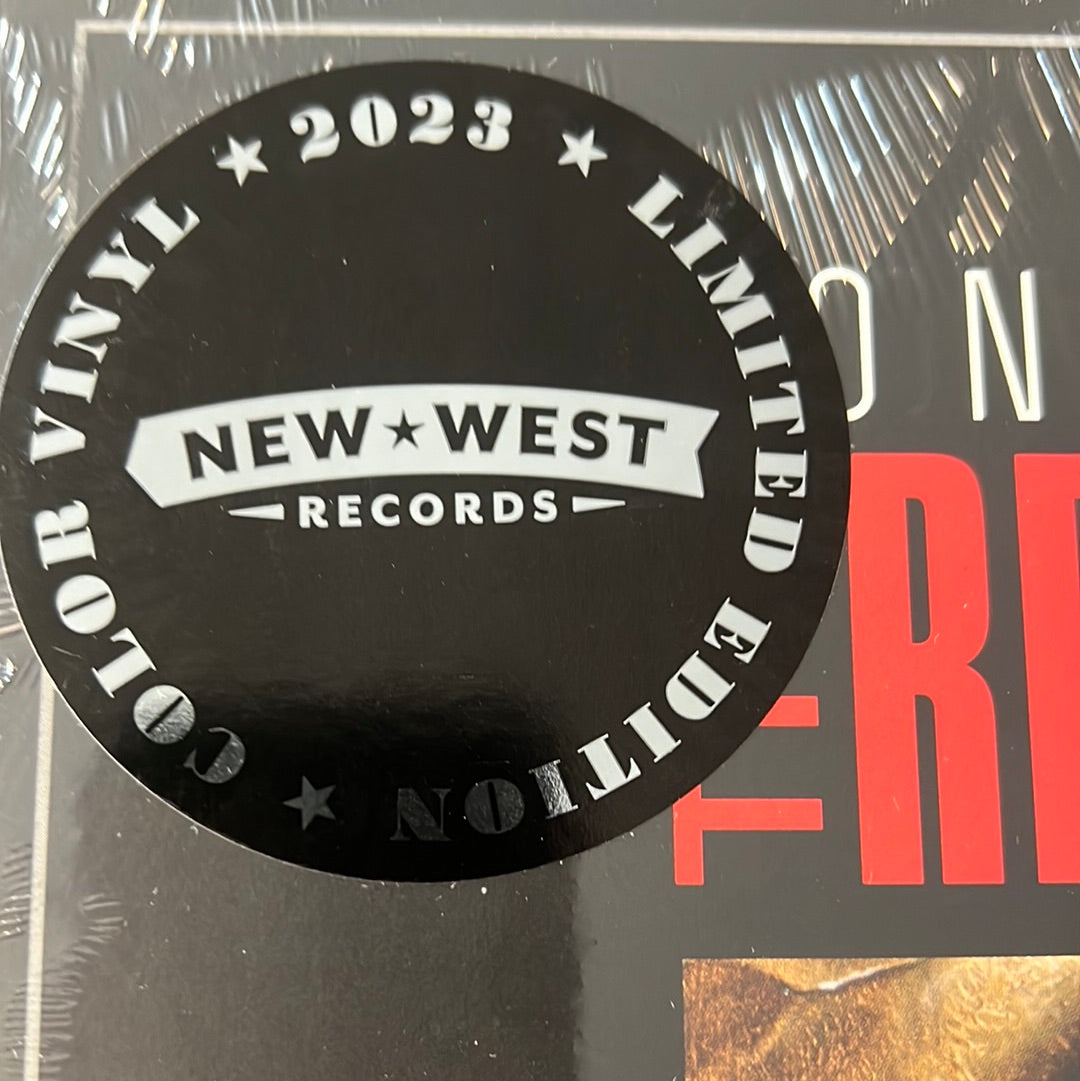 ★ 2023 ★ LIMITED EDITION ★ COLOR VINYL
NEW★WEST
RECORDS
ON